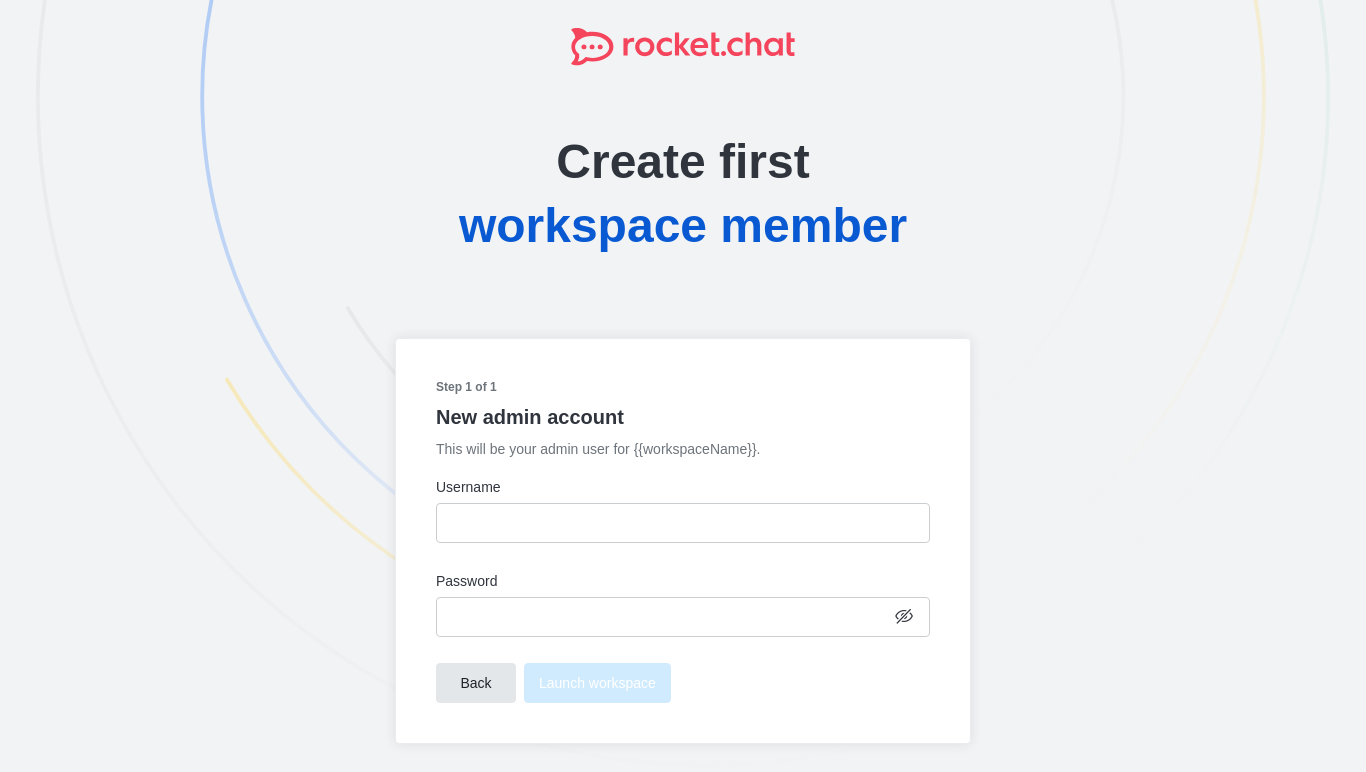 rocket.chat
Create first
workspace member
Step 1 of 1
New admin account
This will be your admin user for {{workspaceName}}.
Username
Password
Back
Launch workspace